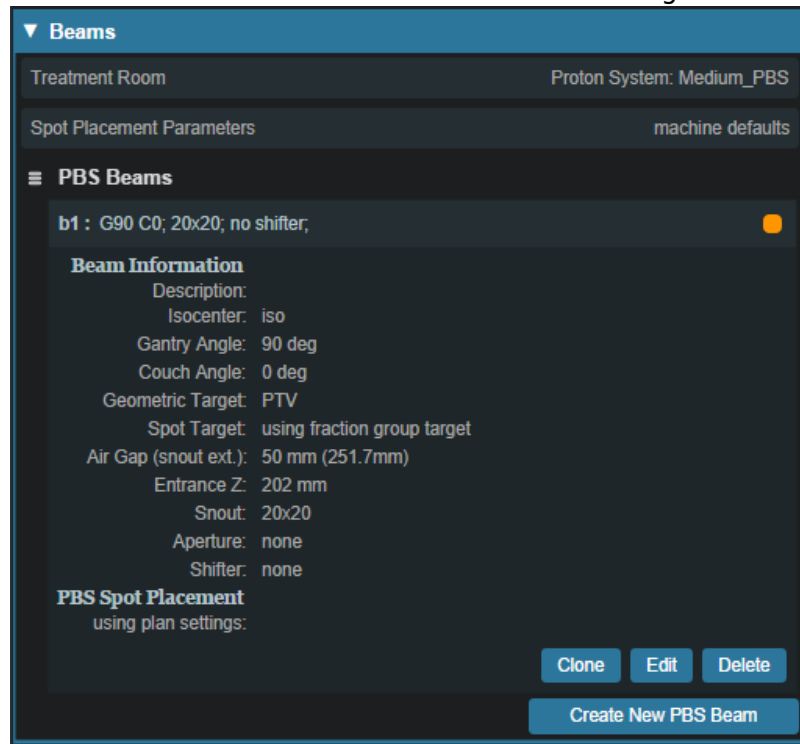 Beams
Treatment Room Proton System: Medium_PBS
Spot Placement Parameters machine defaults
PBS Beams
b1 : G90 C0; 20x20; no shifter;
Beam Information
Description:
Isocenter: iso
Gantry Angle: 90 deg
Couch Angle: 0 deg
Geometric Target: PTV
Spot Target: using fraction group target
Air Gap (snout ext.): 50 mm (251.7mm)
Entrance Z: 202 mm
Snout: 20x20
Aperture: none
Shifter: none
PBS Spot Placement
using plan settings:
Clone Edit Delete
Create New PBS Beam